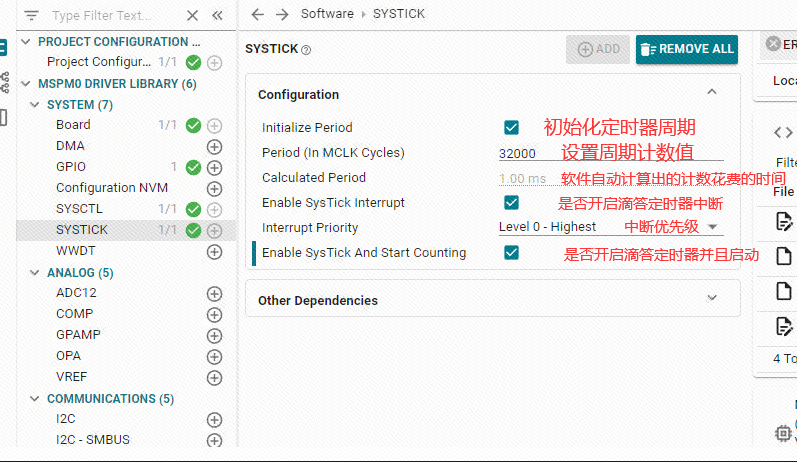 Type Filter Text...
PROJECT CONFIGURATION ...
Project Configur... 1/1
MSPM0 DRIVER LIBRARY (6)
SYSTEM (7)
Board 1/1
DMA
GPIO 1
Configuration NVM
SYSCTL 1/1
SYSTICK 1/1
WWDT
ANALOG (5)
ADC12
COMP
GPAMP
OPA
VREF
COMMUNICATIONS (5)
I2C
I2C - SMBUS
Software SYSTICK
SYSTICK ADD REMOVE ALL
Configuration
Initialize Period 初始化定时器周期
Period (In MCLK Cycles) 32000 设置周期计数值
Calculated Period 1.00 ms 软件自动计算出的计数花费的时间
Enable SysTick Interrupt 是否开启滴答定时器中断
Interrupt Priority Level 0 - Highest 中断优先级
Enable SysTick And Start Counting 是否开启滴答定时器并且启动
Other Dependencies
ER
Loca
Filte
File
4 To